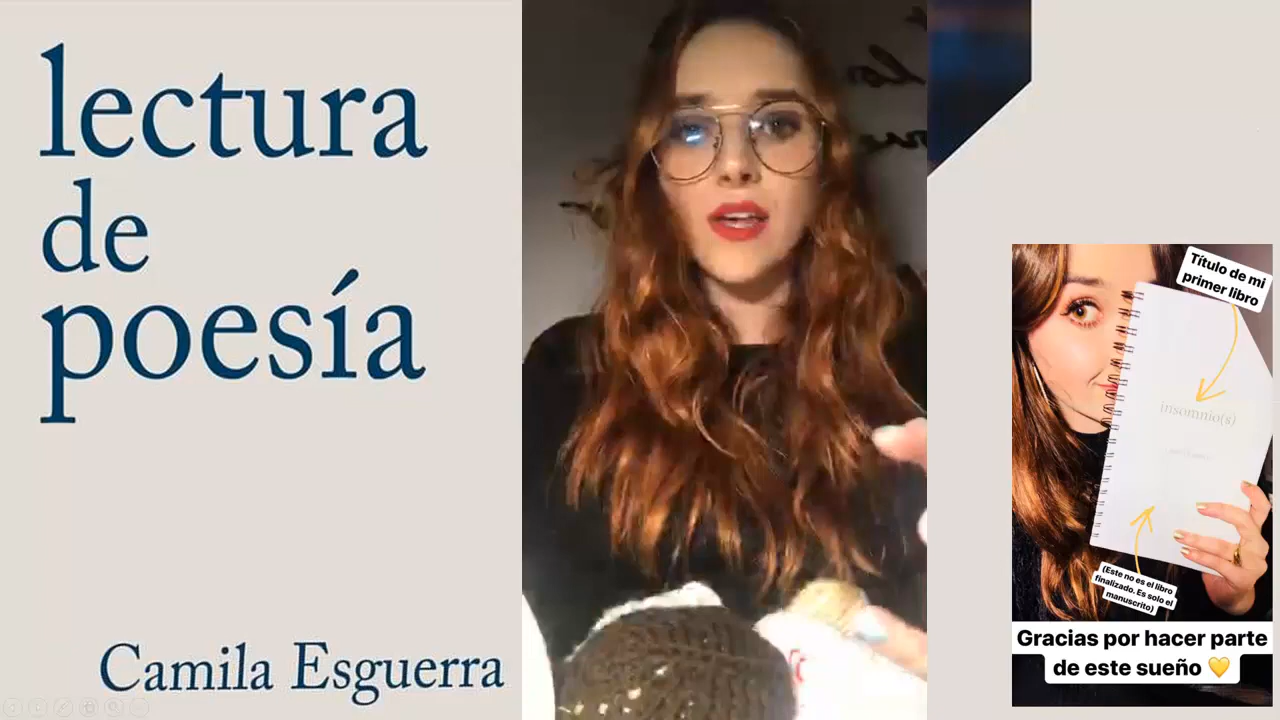 lectura
de
poesía
Camila Esguerra
Título de mi
primer libro
insomnio(s)
(Este no es el libro
finalizado. Es solo el
manuscrito)
Gracias por hacer parte
de este sueño 💛